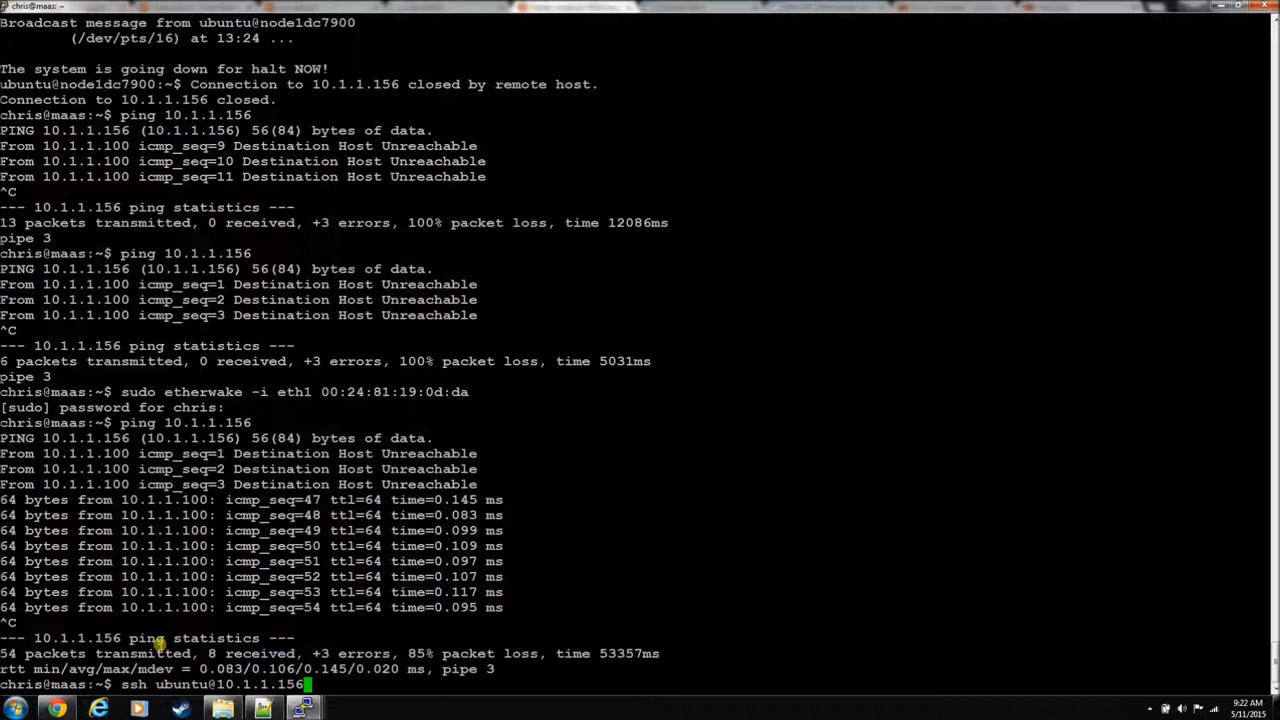 chris@maas: ~
Broadcast message from ubuntu@node1dc7900
(/dev/pts/16) at 13:24 ...
The system is going down for halt NOW!
ubuntu@node1dc7900:~$ Connection to 10.1.1.156 closed by remote host.
Connection to 10.1.1.156 closed.
chris@maas:~$ ping 10.1.1.156
PING 10.1.1.156 (10.1.1.156) 56(84) bytes of data.
From 10.1.1.100 icmp_seq=9 Destination Host Unreachable
From 10.1.1.100 icmp_seq=10 Destination Host Unreachable
From 10.1.1.100 icmp_seq=11 Destination Host Unreachable
^C
--- 10.1.1.156 ping statistics ---
13 packets transmitted, 0 received, +3 errors, 100% packet loss, time 12086ms
pipe 3
chris@maas:~$ ping 10.1.1.156
PING 10.1.1.156 (10.1.1.156) 56(84) bytes of data.
From 10.1.1.100 icmp_seq=1 Destination Host Unreachable
From 10.1.1.100 icmp_seq=2 Destination Host Unreachable
From 10.1.1.100 icmp_seq=3 Destination Host Unreachable
^C
--- 10.1.1.156 ping statistics ---
6 packets transmitted, 0 received, +3 errors, 100% packet loss, time 5031ms
pipe 3
chris@maas:~$ sudo etherwake -i eth1 00:24:81:19:0d:da
[sudo] password for chris:
chris@maas:~$ ping 10.1.1.156
PING 10.1.1.156 (10.1.1.156) 56(84) bytes of data.
From 10.1.1.100 icmp_seq=1 Destination Host Unreachable
From 10.1.1.100 icmp_seq=2 Destination Host Unreachable
From 10.1.1.100 icmp_seq=3 Destination Host Unreachable
64 bytes from 10.1.1.100: icmp_seq=47 ttl=64 time=0.145 ms
64 bytes from 10.1.1.100: icmp_seq=48 ttl=64 time=0.083 ms
64 bytes from 10.1.1.100: icmp_seq=49 ttl=64 time=0.099 ms
64 bytes from 10.1.1.100: icmp_seq=50 ttl=64 time=0.109 ms
64 bytes from 10.1.1.100: icmp_seq=51 ttl=64 time=0.097 ms
64 bytes from 10.1.1.100: icmp_seq=52 ttl=64 time=0.107 ms
64 bytes from 10.1.1.100: icmp_seq=53 ttl=64 time=0.117 ms
64 bytes from 10.1.1.100: icmp_seq=54 ttl=64 time=0.095 ms
^C
--- 10.1.1.156 ping statistics ---
54 packets transmitted, 8 received, +3 errors, 85% packet loss, time 53357ms
rtt min/avg/max/mdev = 0.083/0.106/0.145/0.020 ms, pipe 3
chris@maas:~$ ssh ubuntu@10.1.1.156
9:22 AM
5/11/2015